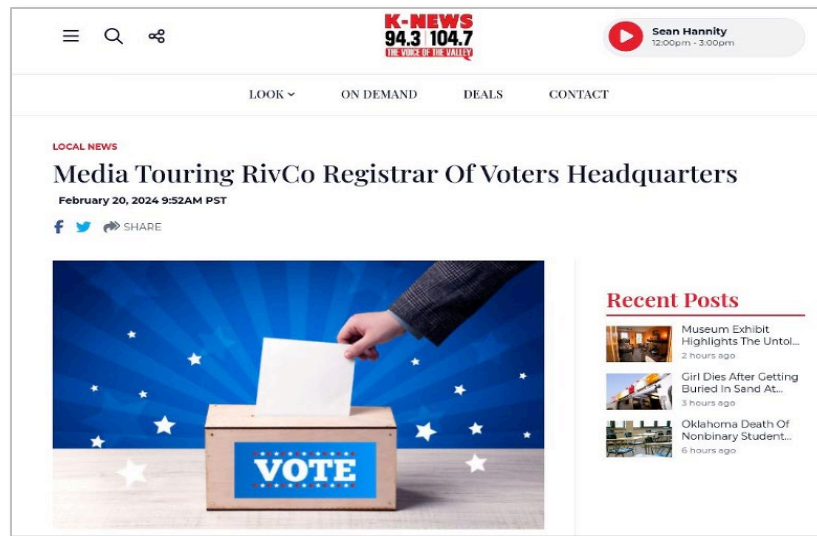 K-NEWS
94.3 104.7
THE VOICE OF THE VALLEY
Sean Hannity
12:00pm - 3:00pm
LOOK
ON DEMAND
DEALS
CONTACT
LOCAL NEWS
Media Touring RivCo Registrar Of Voters Headquarters
February 20, 2024 9:52AM PST
SHARE
VOTE
Recent Posts
Museum Exhibit
Highlights The Untol...
2 hours ago
Girl Dies After Getting
Buried In Sand At...
3 hours ago
Oklahoma Death Of
Nonbinary Student...
6 hours ago